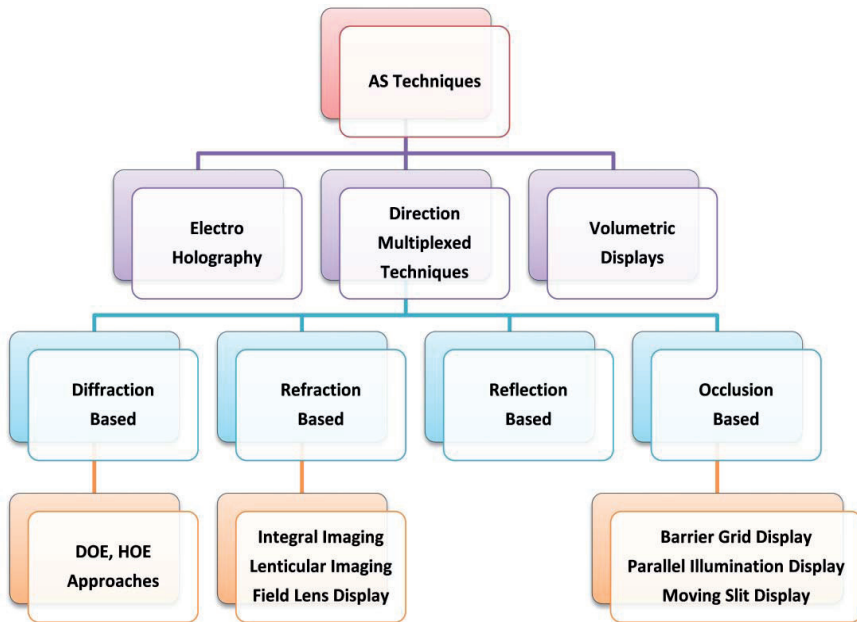 AS Techniques
Electro
Holography
Direction
Multiplexed
Techniques
Volumetric
Displays
Diffraction
Based
Refraction
Based
Reflection
Based
Occlusion
Based
DOE, HOE
Approaches
Integral Imaging
Lenticular Imaging
Field Lens Display
Barrier Grid Display
Parallel Illumination Display
Moving Slit Display